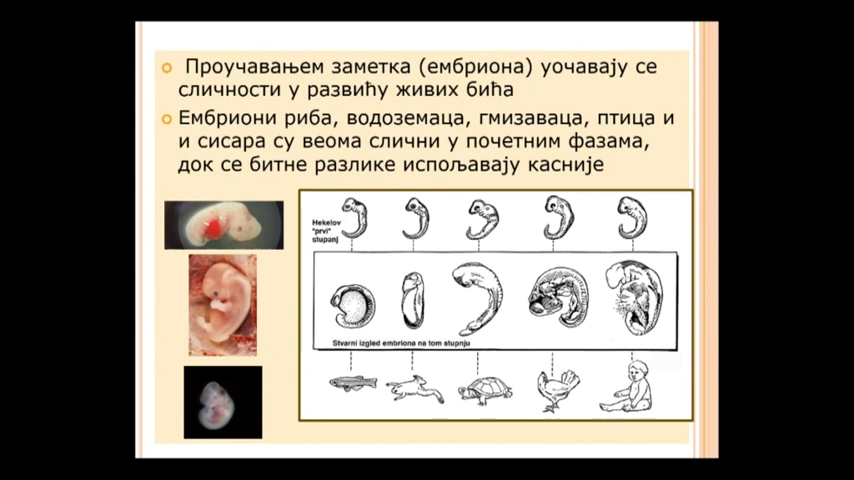 Проучавањем заметка (ембриона) уочавају се
сличности у развићу живих бића
Ембриони риба, водоземаца, гмизаваца, птица и
и сисара су веома слични у почетним фазама,
док се битне разлике испољавају касније
Hekelov
"prvi"
stupanj
Stvarni izgled embriona na tom stupnju